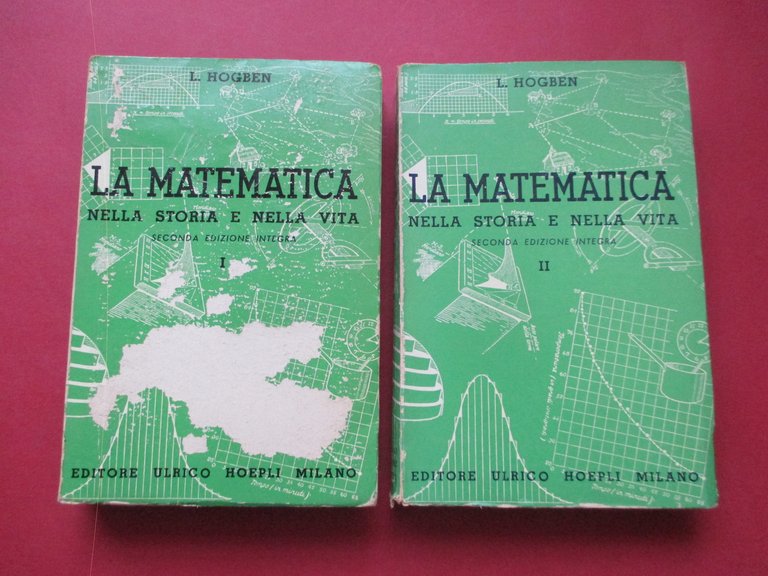 L. HOGBEN
LA MATEMATICA
NELLA STORIA E NELLA VITA
SECONDA EDIZIONE INTEGRA
I
EDITORE ULRICO HOEPLI MILANO
L. HOGBEN
LA MATEMATICA
NELLA STORIA E NELLA VITA
SECONDA EDIZIONE INTEGRA
II
EDITORE ULRICO HOEPLI MILANO